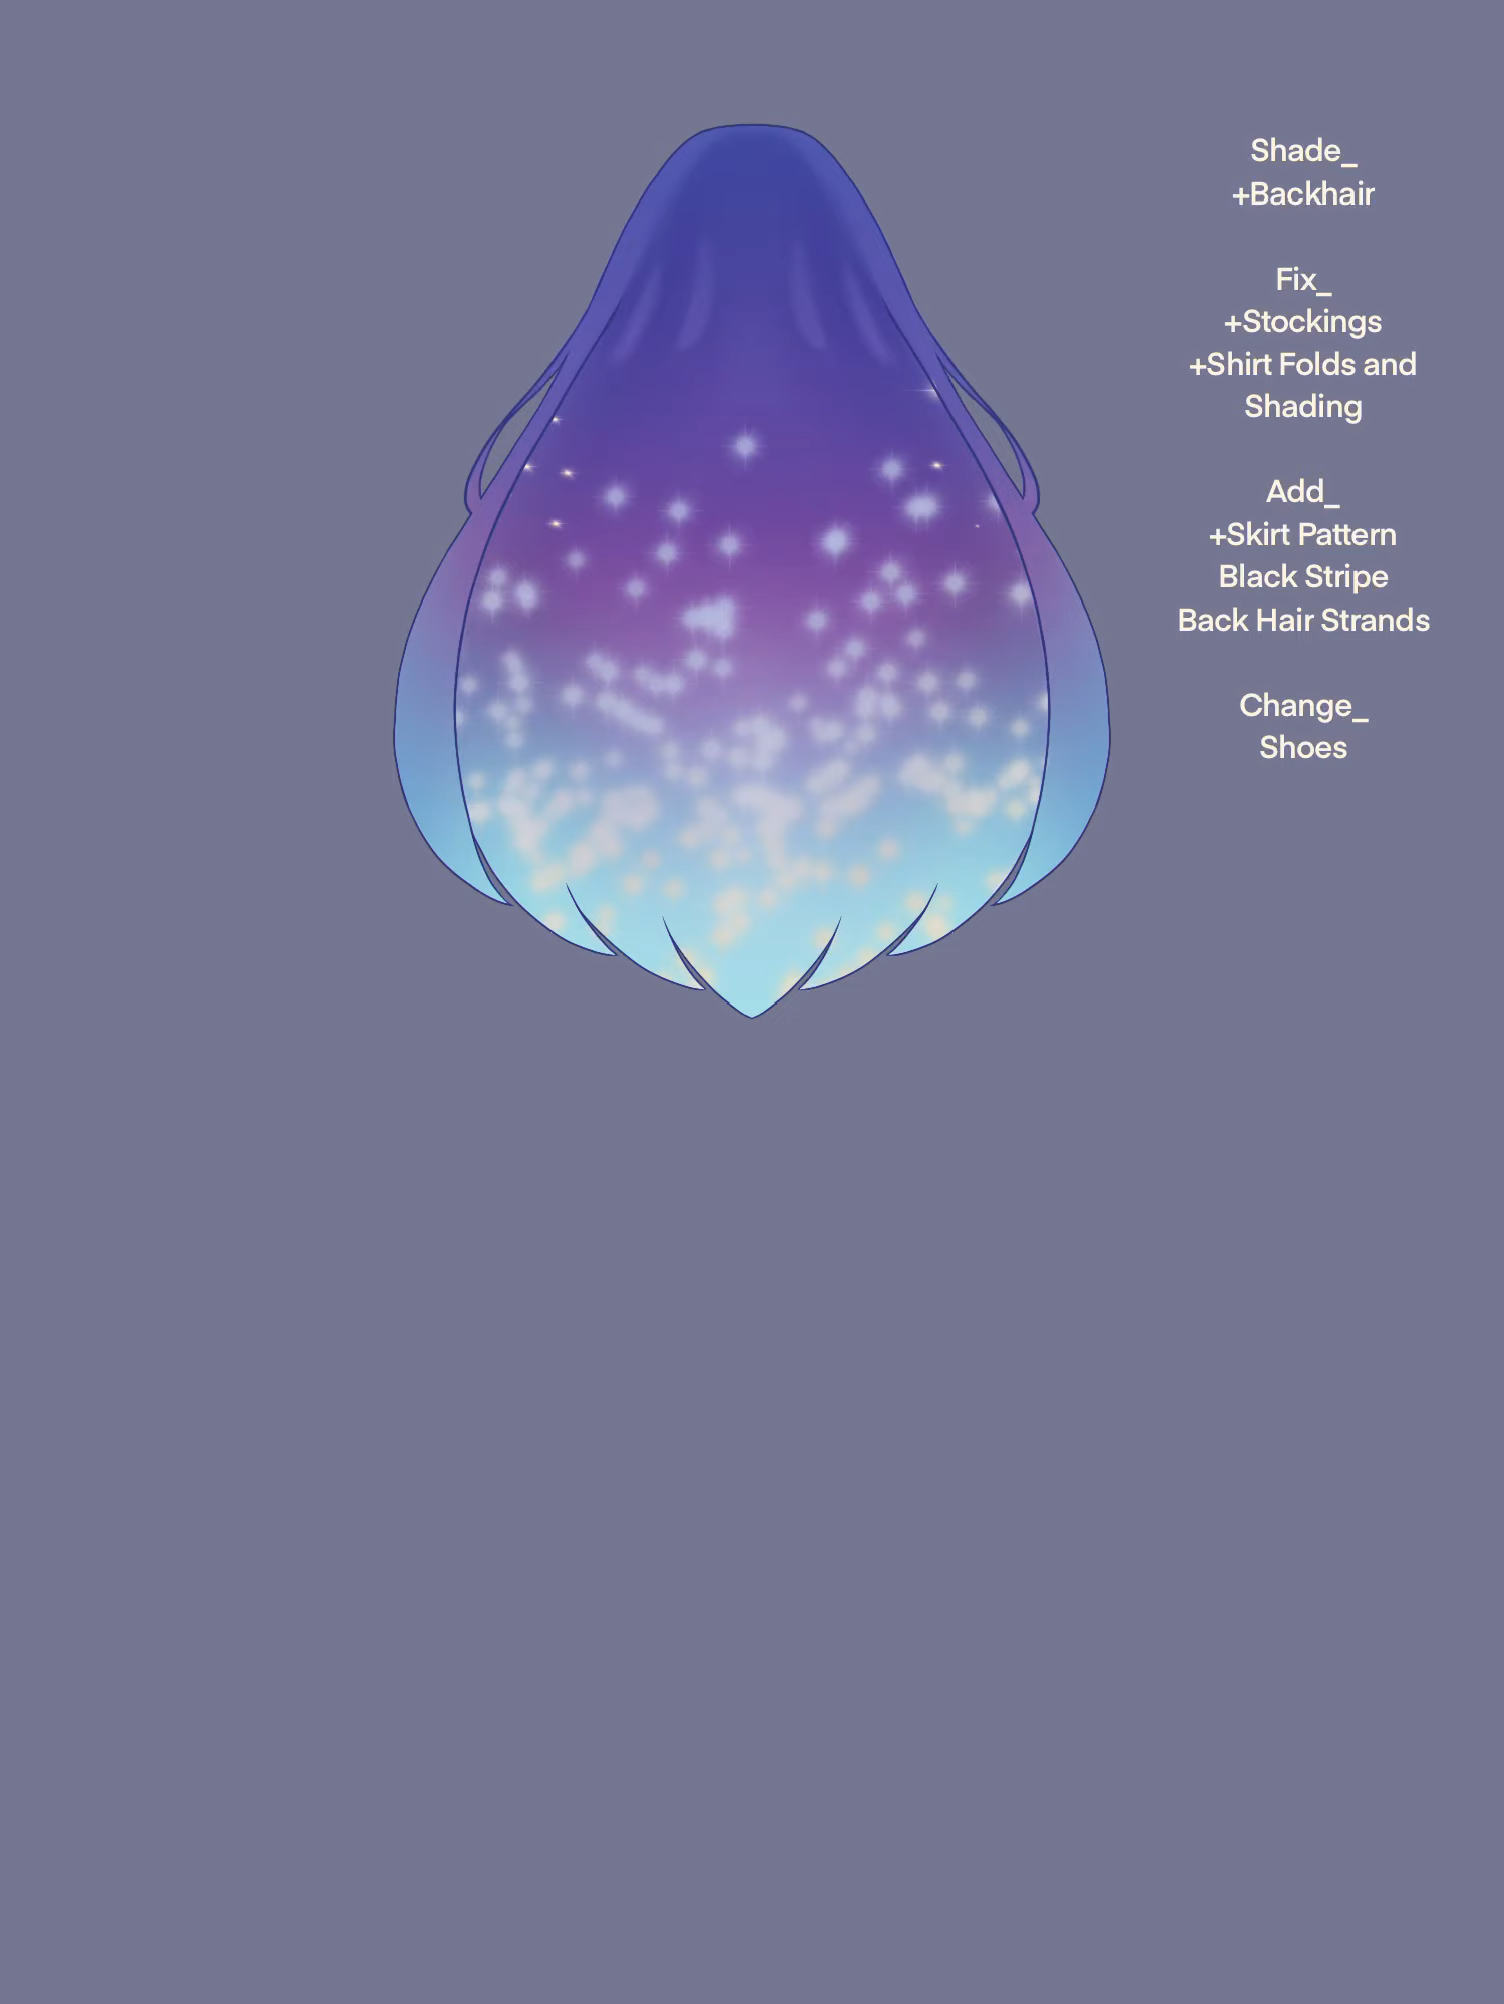 Shade_
+Backhair
Fix_
+Stockings
+Shirt Folds and
Shading
Add_
+Skirt Pattern
Black Stripe
Back Hair Strands
Change_
Shoes